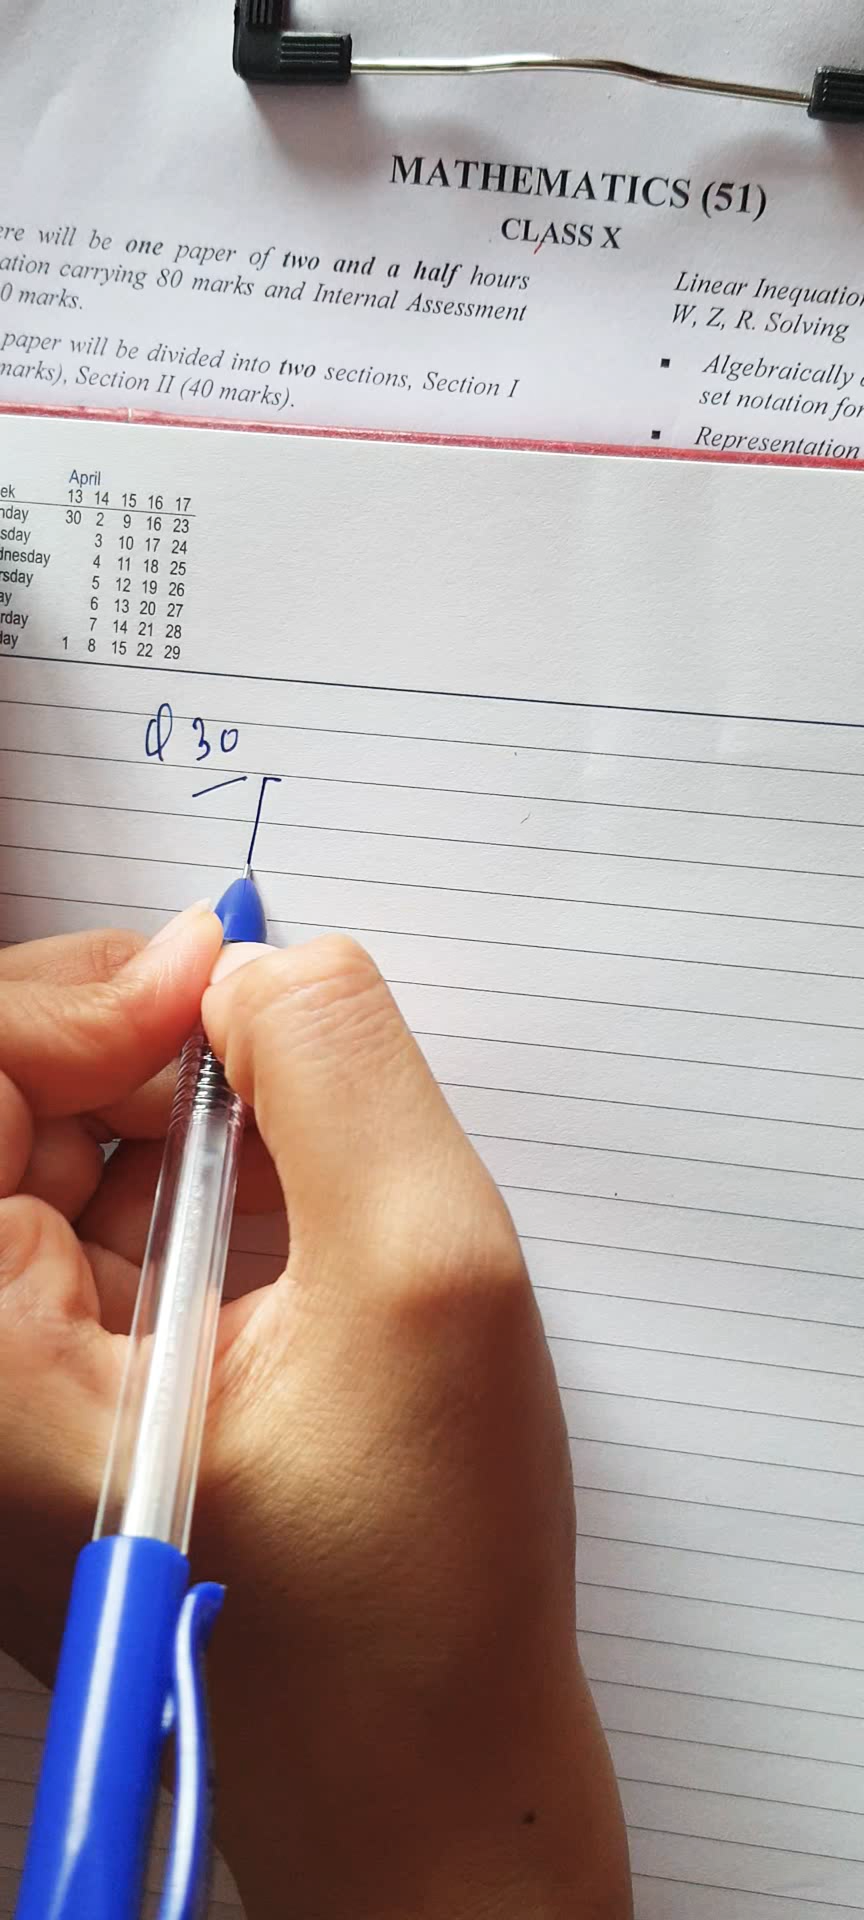 MATHEMATICS (51)
CLASS X
ere will be one paper of two and a half hours
ation carrying 80 marks and Internal Assessment
0 marks.
paper will be divided into two sections, Section I
marks), Section II (40 marks).
Linear Inequation
W, Z, R. Solving
▪ Algebraically
set notation for
▪ Representation
April
ek 13 14 15 16 17
nday 30 2 9 16 23
sday 3 10 17 24
dnesday 4 11 18 25
rsday 5 12 19 26
ay 6 13 20 27
rday 7 14 21 28
day 1 8 15 22 29
Q 30